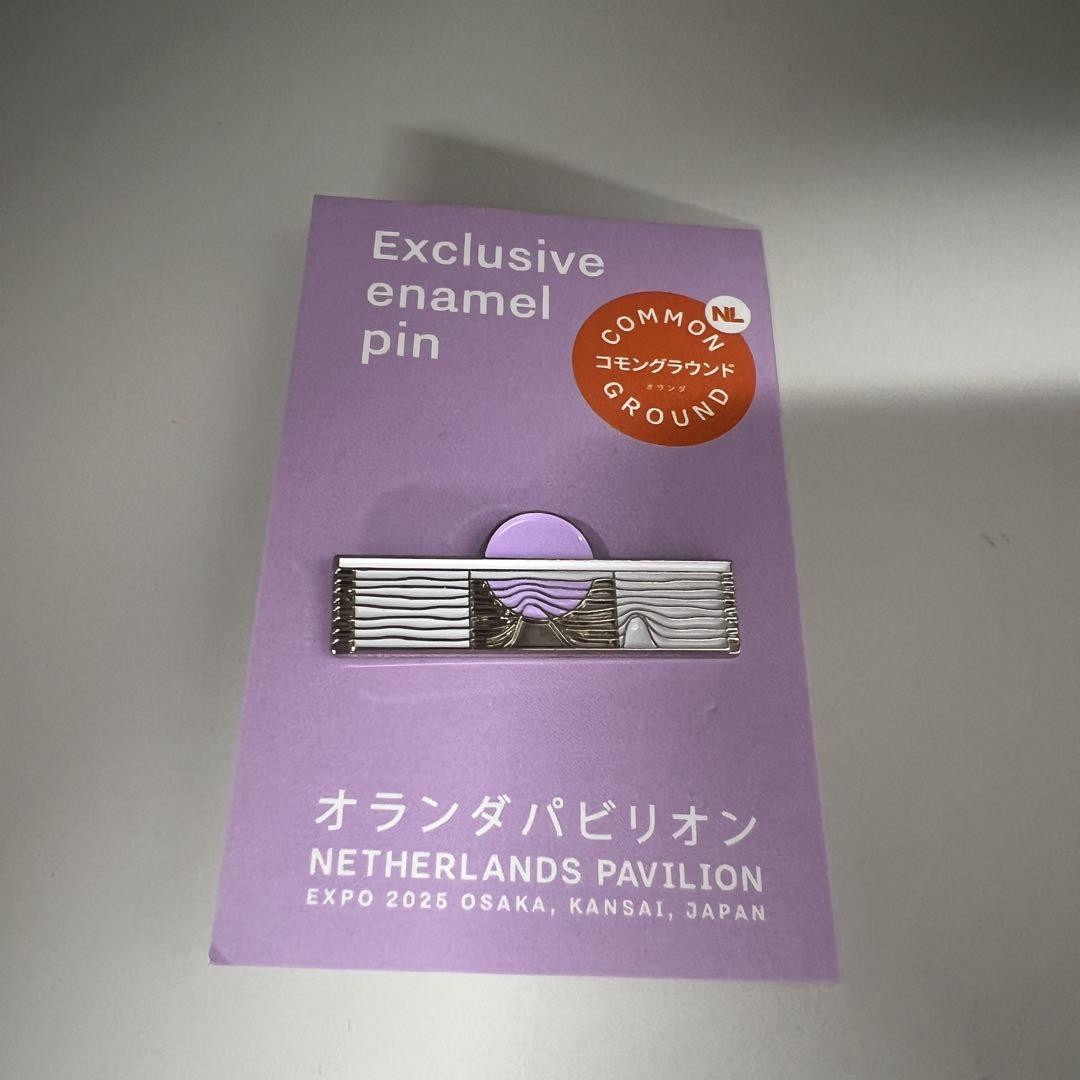 Exclusive
enamel
pin
NL
COMMON
コモングラウンド
オランダ
GROUND
オランダパビリオン
NETHERLANDS PAVILION
EXPO 2025 OSAKA, KANSAI, JAPAN